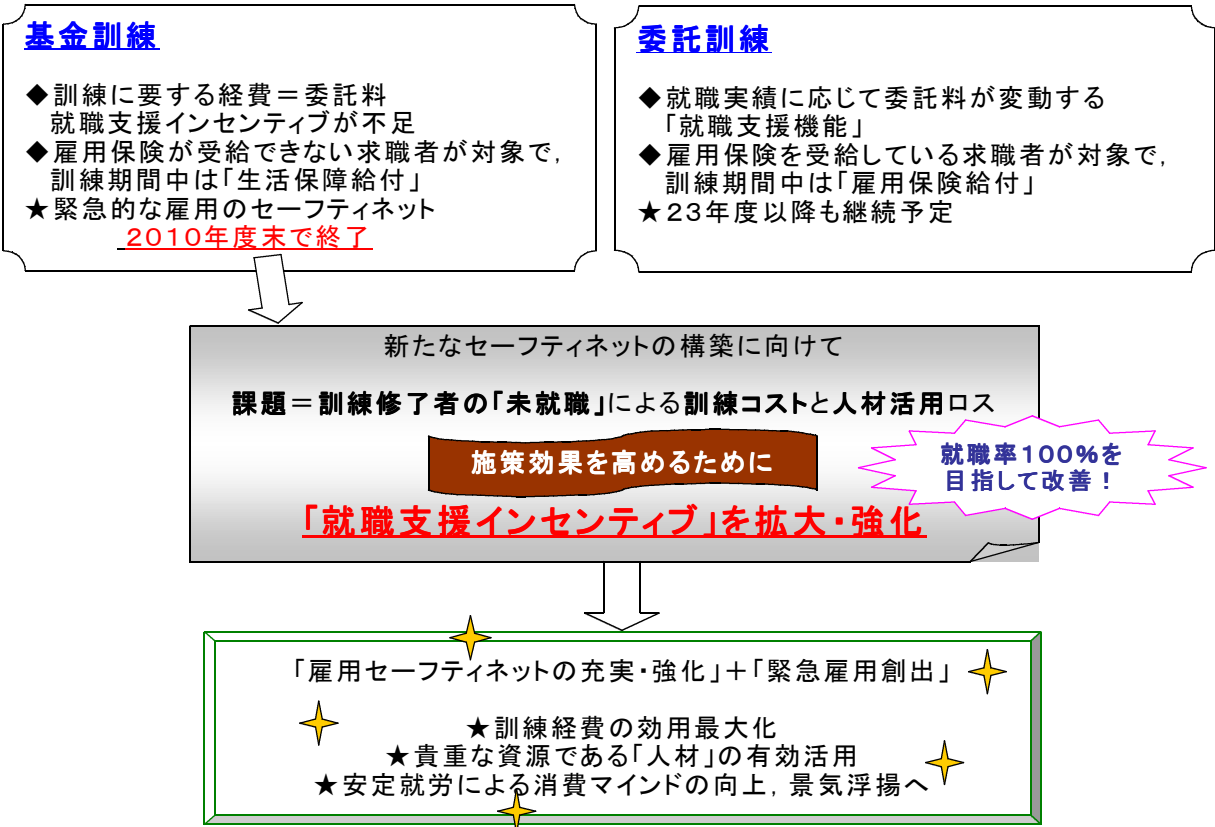 基金訓練
◆訓練に要する経費＝委託料
就職支援インセンティブが不足
◆雇用保険が受給できない求職者が対象で，
訓練期間中は「生活保障給付」
★緊急的な雇用のセーフティネット
２０１０年度末で終了
委託訓練
◆就職実績に応じて委託料が変動する
「就職支援機能」
◆雇用保険を受給している求職者が対象で，
訓練期間中は「雇用保険給付」
★２３年度以降も継続予定
新たなセーフティネットの構築に向けて
課題＝訓練修了者の「未就職」による訓練コストと人材活用ロス
施策効果を高めるために
就職率１００％を
目指して改善！
「就職支援インセンティブ」を拡大・強化
「雇用セーフティネットの充実・強化」＋「緊急雇用創出」
★訓練経費の効用最大化
★貴重な資源である「人材」の有効活用
★安定就労による消費マインドの向上，景気浮揚へ